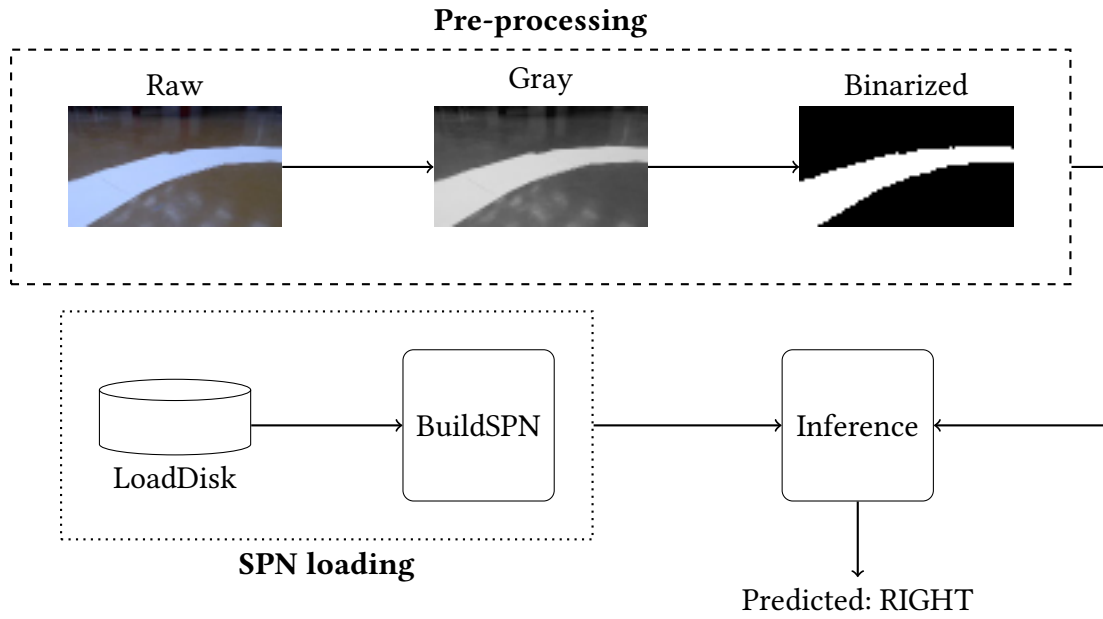 Pre-processing
Raw
Gray
Binarized
BuildSPN
Inference
LoadDisk
SPN loading
Predicted: RIGHT